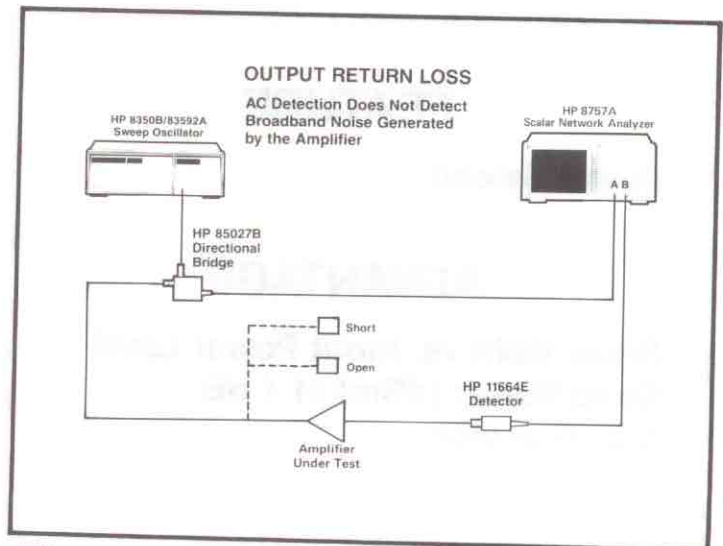 OUTPUT RETURN LOSS
AC Detection Does Not Detect
Broadband Noise Generated
by the Amplifier
HP 8350B/83592A
Sweep Oscillator
HP 8757A
Scalar Network Analyzer
A B
HP 85027B
Directional
Bridge
Short
Open
HP 11664E
Detector
Amplifier
Under Test